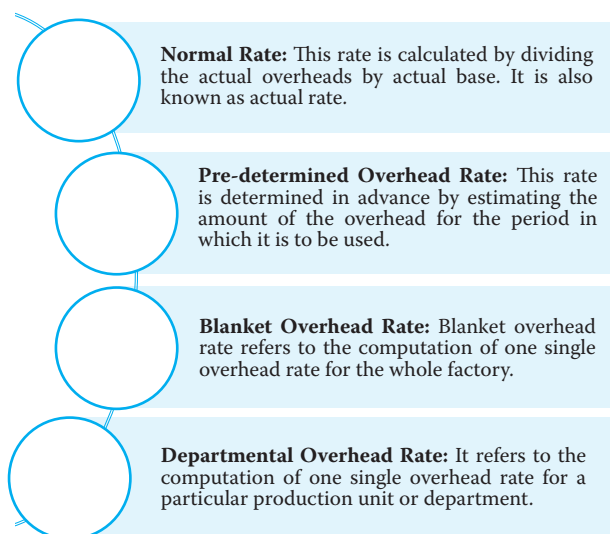 Normal Rate: This rate is calculated by dividing
the actual overheads by actual base. It is also
known as actual rate.
Pre-determined Overhead Rate: This rate
is determined in advance by estimating the
amount of the overhead for the period in
which it is to be used.
Blanket Overhead Rate: Blanket overhead
rate refers to the computation of one single
overhead rate for the whole factory.
Departmental Overhead Rate: It refers to the
computation of one single overhead rate for a
particular production unit or department.